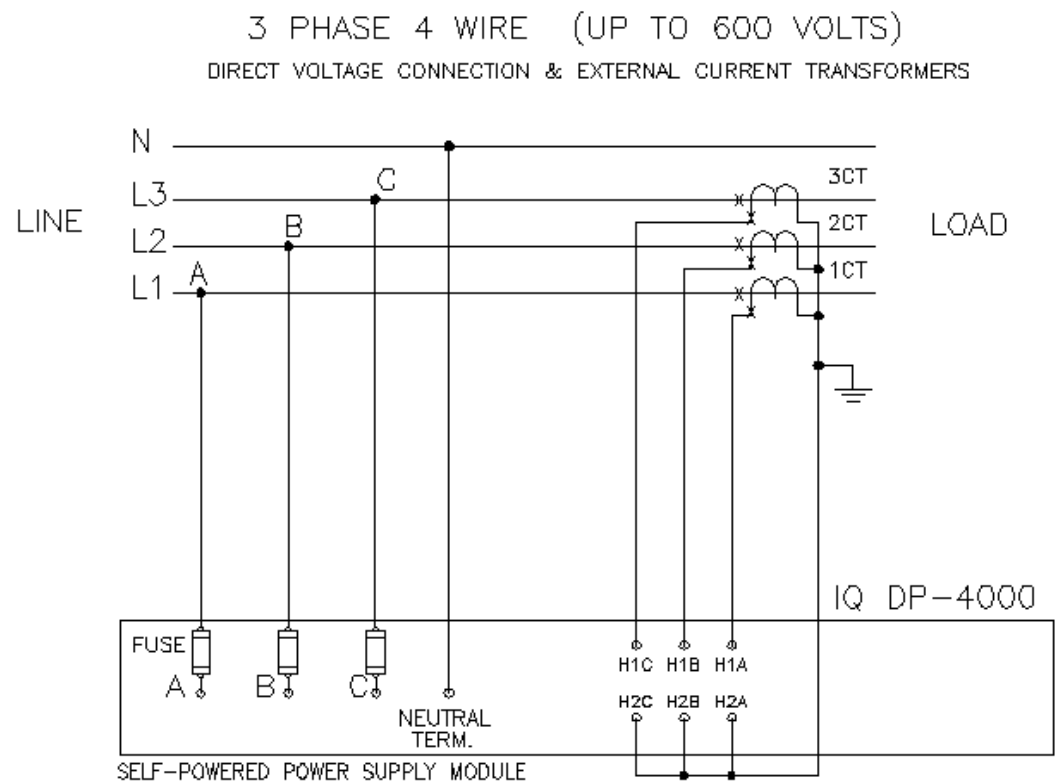 3 PHASE 4 WIRE (UP TO 600 VOLTS)
DIRECT VOLTAGE CONNECTION & EXTERNAL CURRENT TRANSFORMERS
N
L3 C 3CT
LINE L2 B 2CT LOAD
L1 A 1CT
IQ DP-4000
FUSE
H1C H1B H1A
A B C
H2C H2B H2A
NEUTRAL
TERM.
SELF-POWERED POWER SUPPLY MODULE